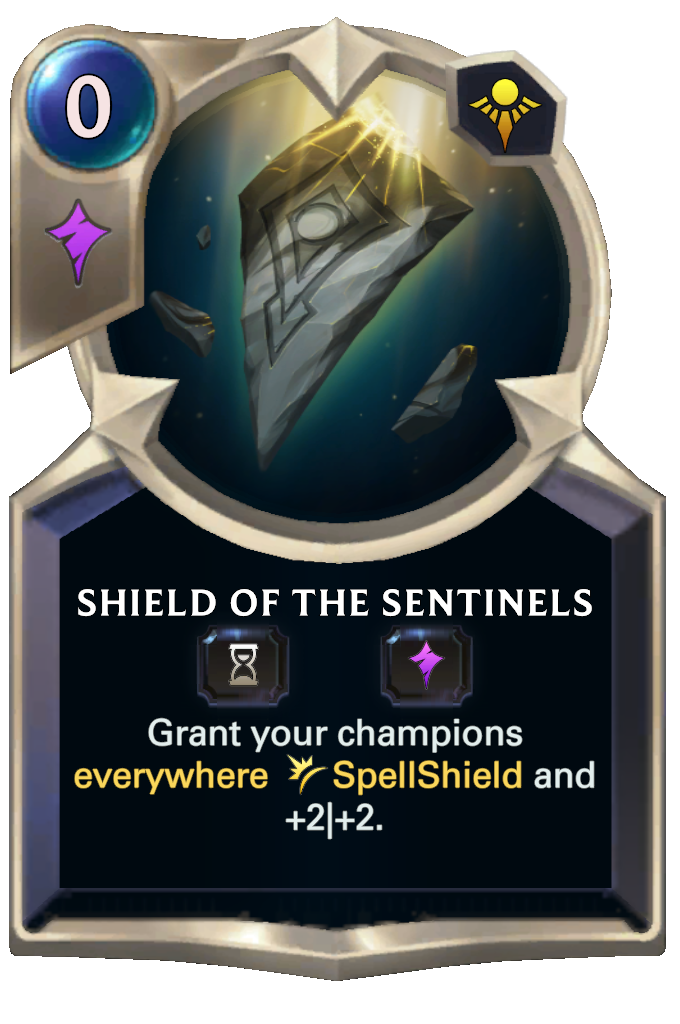 0
SHIELD OF THE SENTINELS
Grant your champions
everywhere SpellShield and
+2|+2.